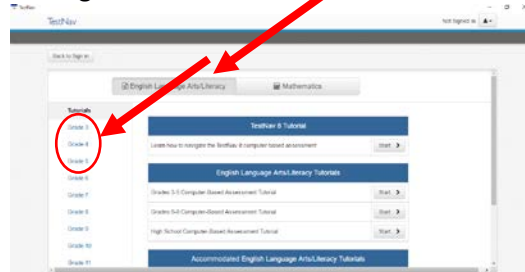 TestNav
TestNav
Not Signed in
Back to Sign in
English Language Arts/Literacy
Mathematics
Tutorials
Grade 3
Grade 4
Grade 5
Grade 6
Grade 7
Grade 8
Grade 9
Grade 10
Grade 11
TestNav 8 Tutorial
Learn how to navigate the TestNav 8 computer based assessment
Start
English Language Arts/Literacy Tutorials
Grades 3-5 Computer-Based Assessment Tutorial
Start
Grades 6-8 Computer-Based Assessment Tutorial
Start
High School Computer-Based Assessment Tutorial
Start
Accommodated English Language Arts/Literacy Tutorials